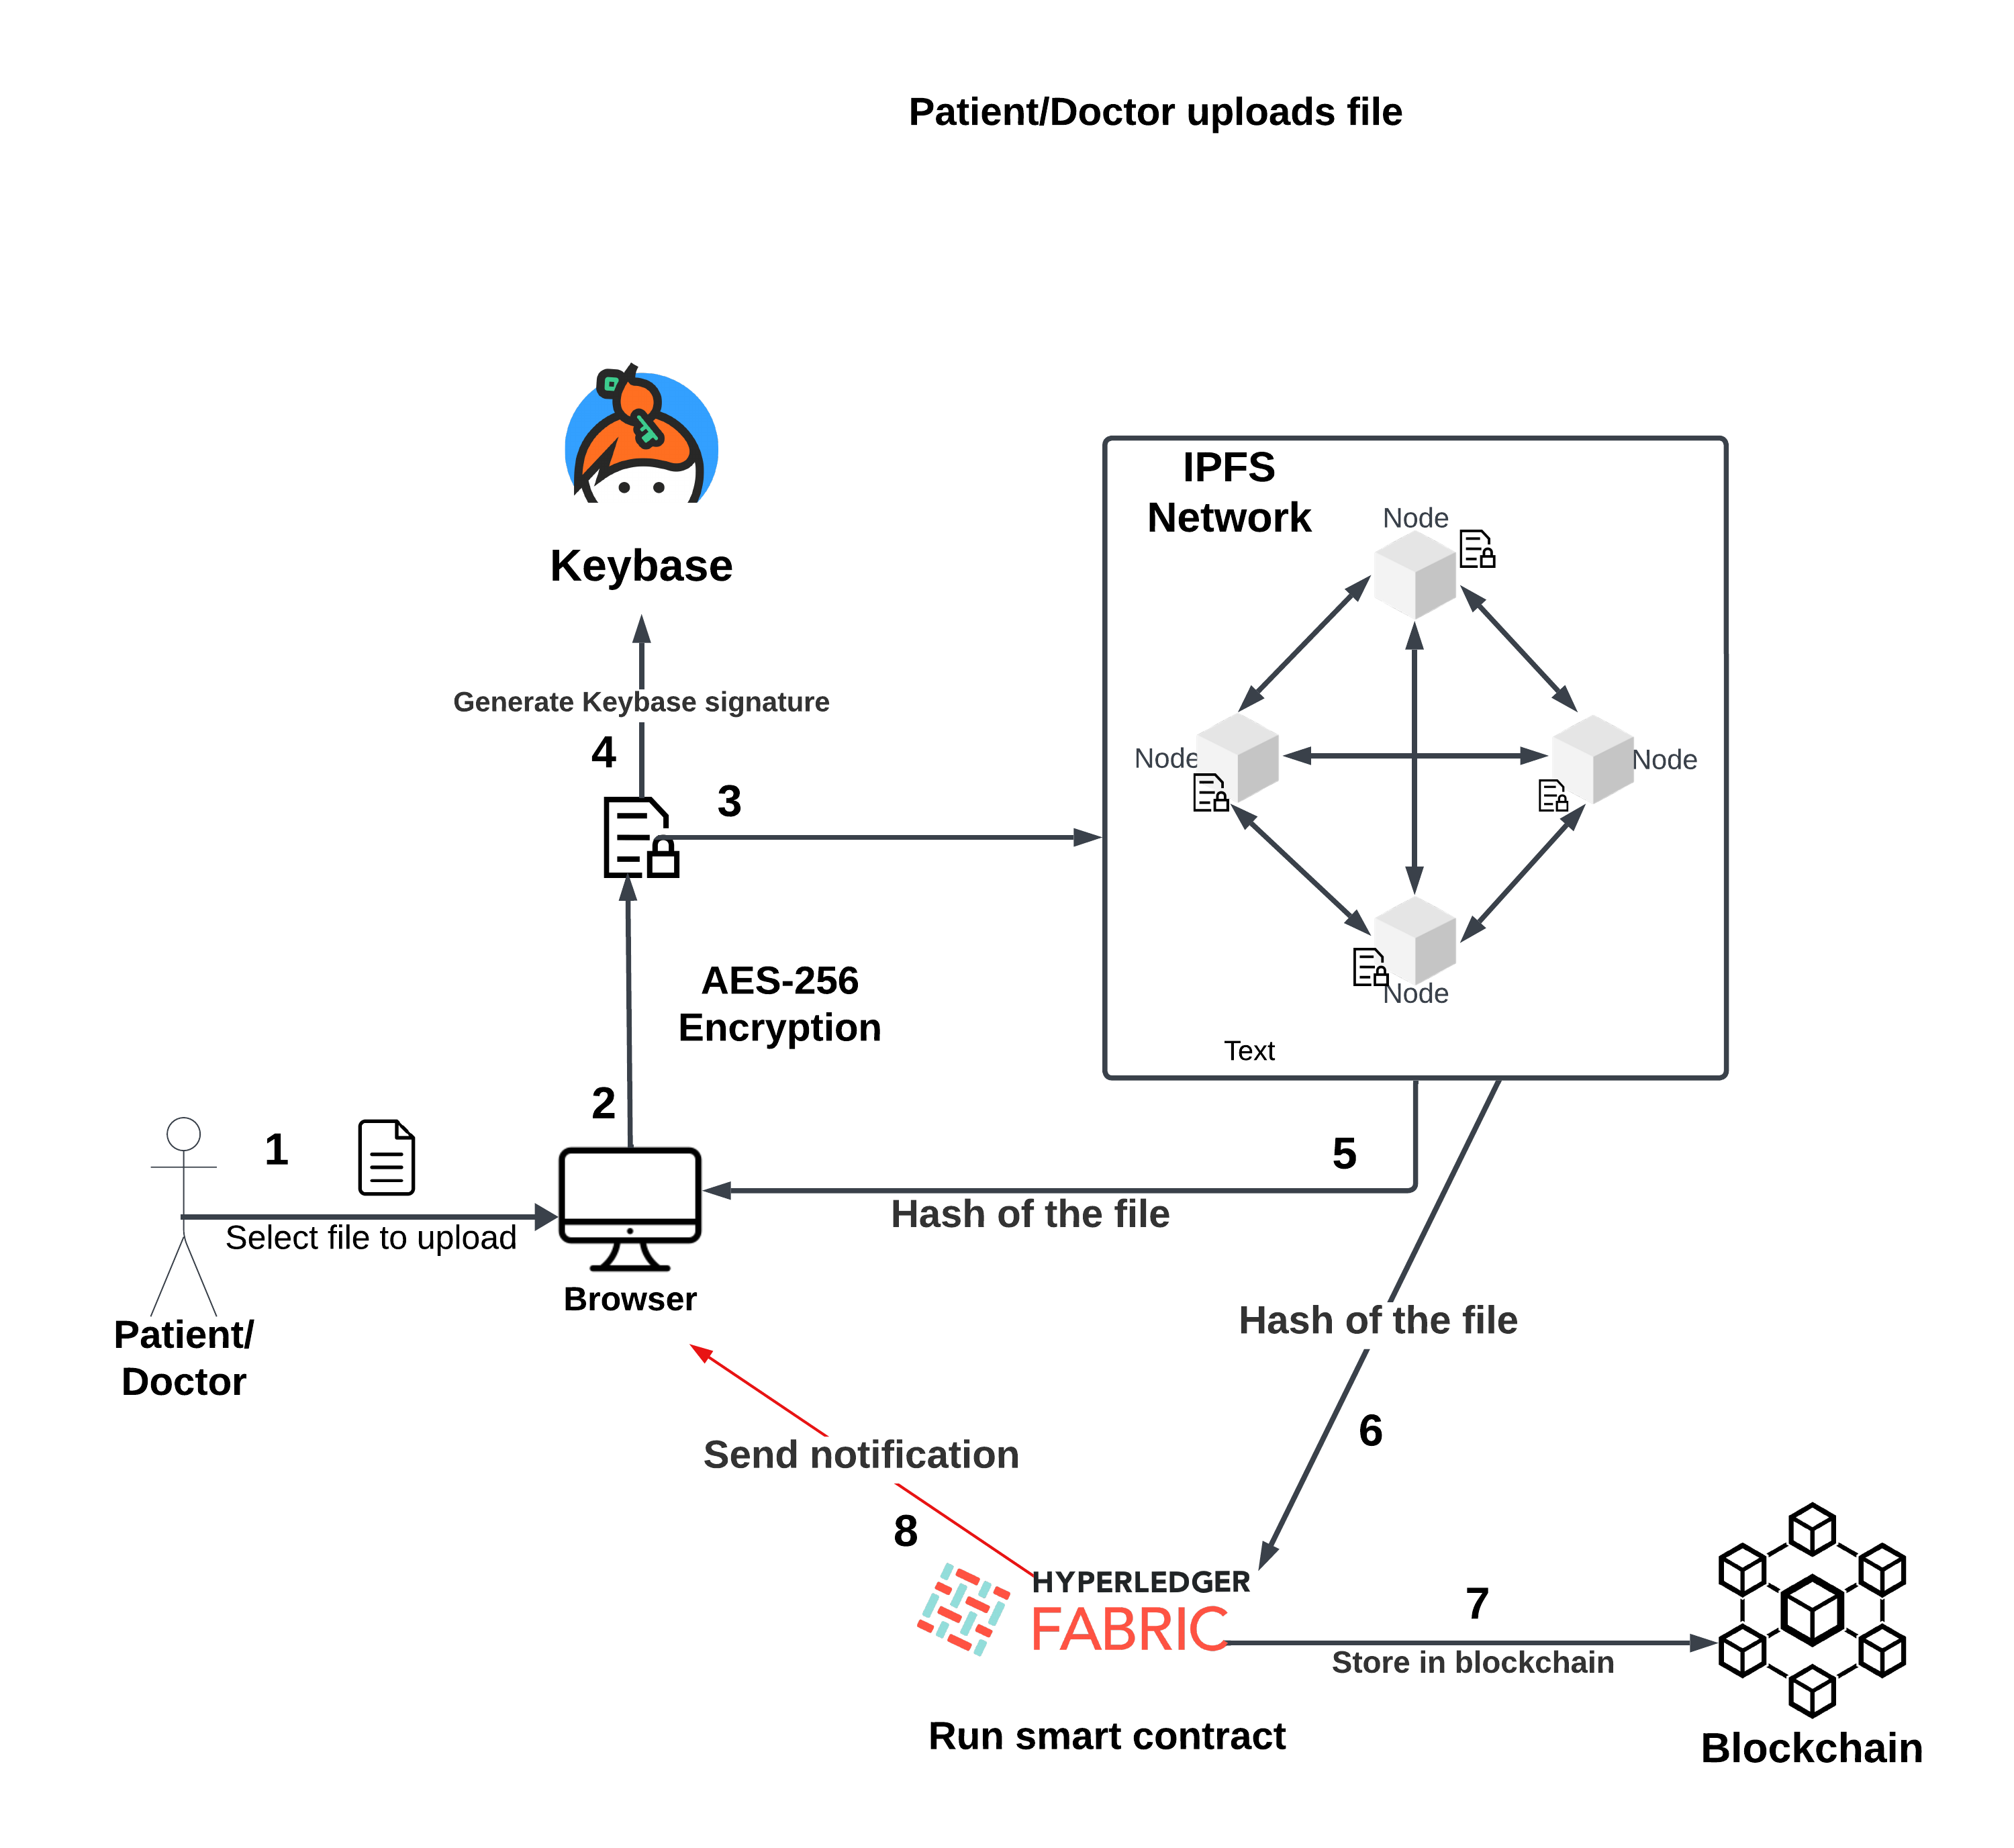 Patient/Doctor uploads file
Keybase
Generate Keybase signature
4
3
IPFS
Network
Node
Node
Node
Node
Text
AES-256
Encryption
2
1
Select file to upload
Patient/
Doctor
Browser
5
Hash of the file
Hash of the file
6
Send notification
8
HYPERLEDGER
FABRIC
7
Store in blockchain
Run smart contract
Blockchain